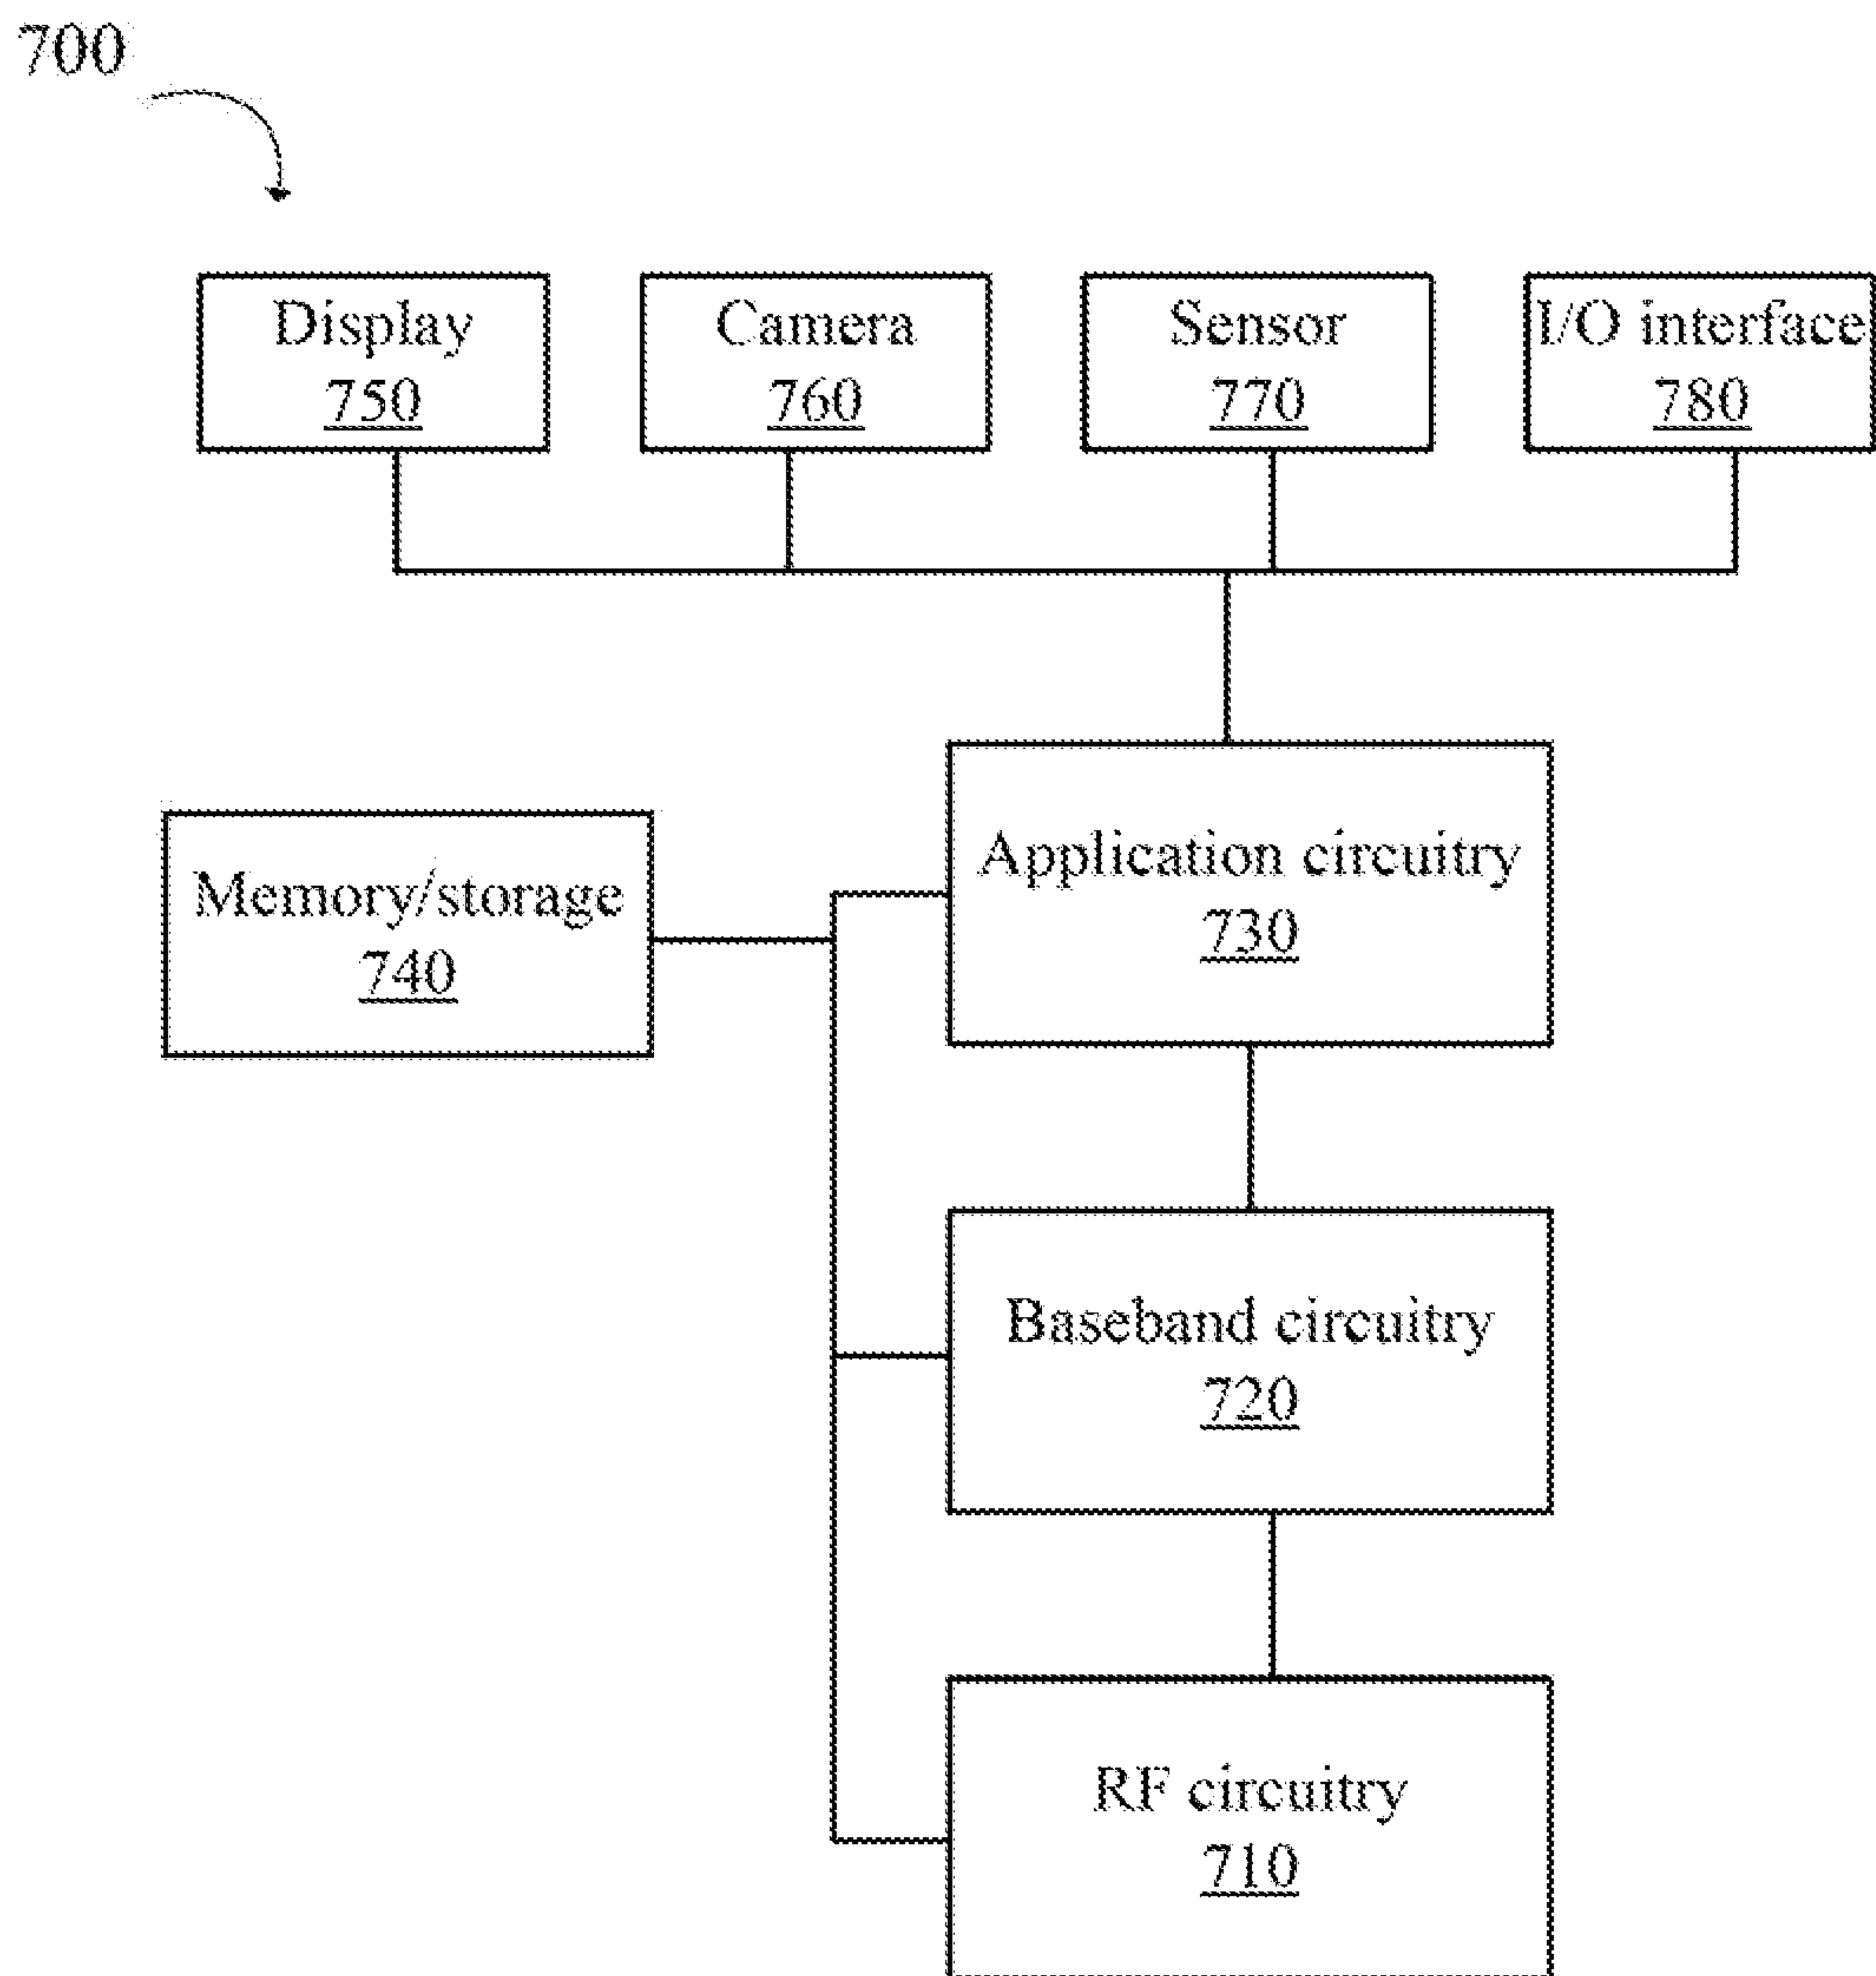 700
Display
750
Camera
760
Sensor
770
I/O interface
780
Application circuitry
730
Memory/storage
740
Baseband circuitry
720
RF circuitry
710